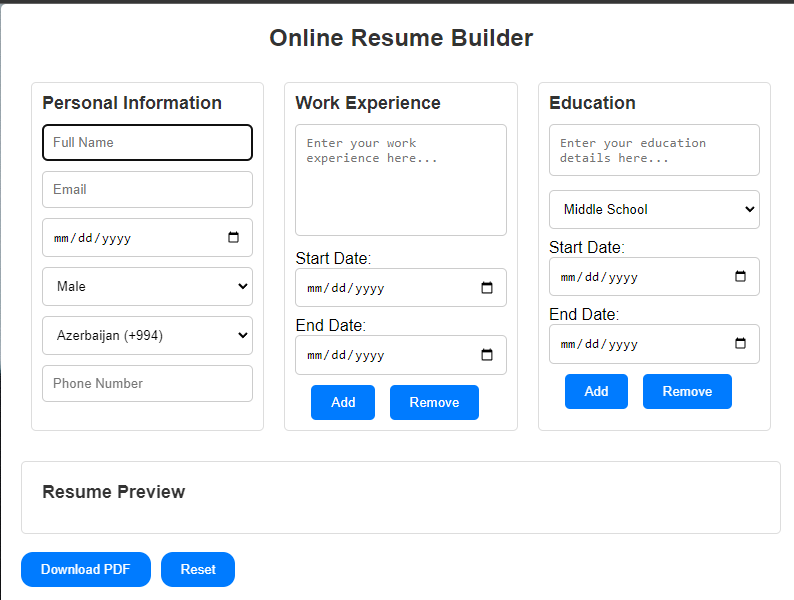 Online Resume Builder
Personal Information
Full Name
Email
mm/dd/yyyy
Male
Azerbaijan (+994)
Phone Number
Work Experience
Enter your work
experience here...
Start Date:
mm/dd/yyyy
End Date:
mm/dd/yyyy
Add Remove
Education
Enter your education
details here...
Middle School
Start Date:
mm/dd/yyyy
End Date:
mm/dd/yyyy
Add Remove
Resume Preview
Download PDF Reset